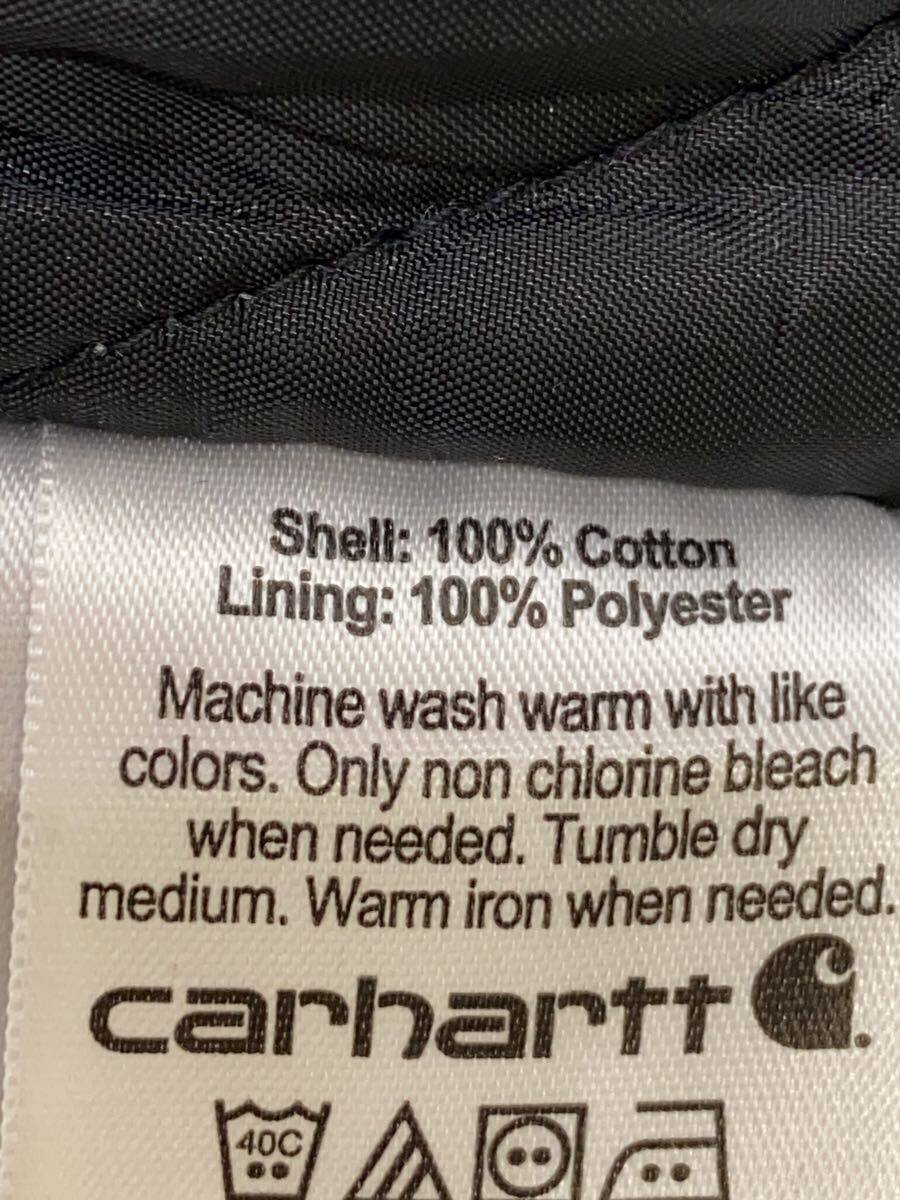 Shell: 100% Cotton
Lining: 100% Polyester
Machine wash warm with like
colors. Only non chlorine bleach
when needed. Tumble dry
medium. Warm iron when needed.
carhartt
40C